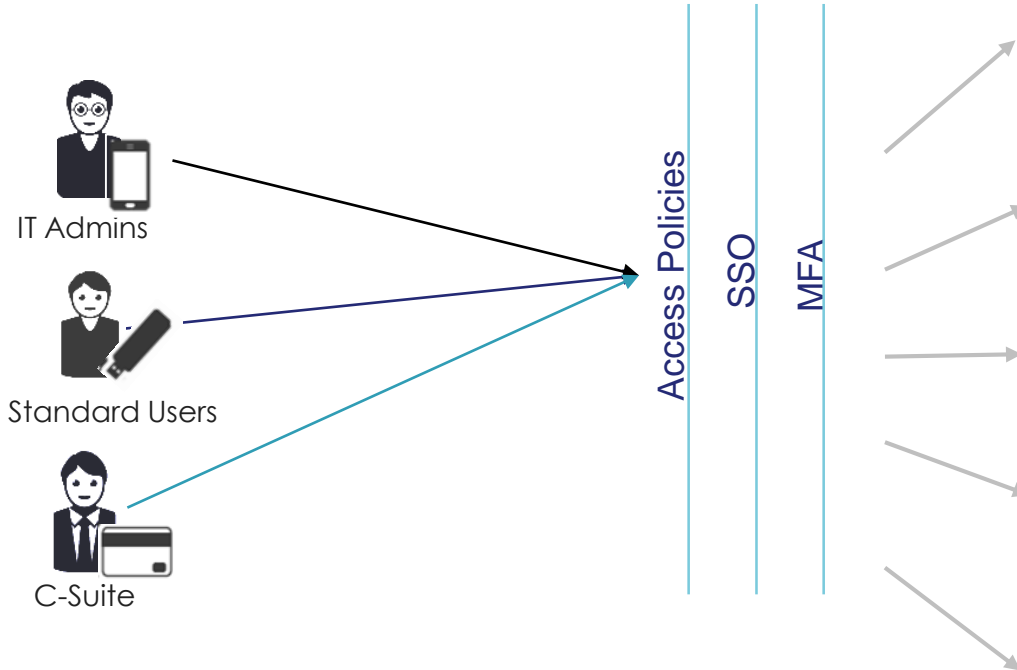 IT Admins
Standard Users
C-Suite
Access Policies
SSO
MFA